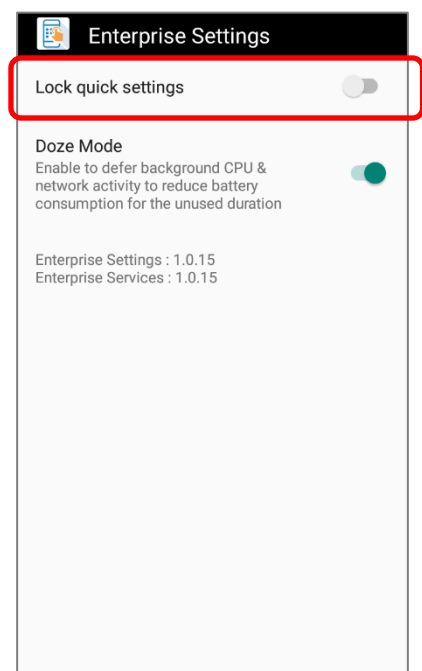 Enterprise Settings
Lock quick settings
Doze Mode
Enable to defer background CPU &
network activity to reduce battery
consumption for the unused duration
Enterprise Settings : 1.0.15
Enterprise Services : 1.0.15